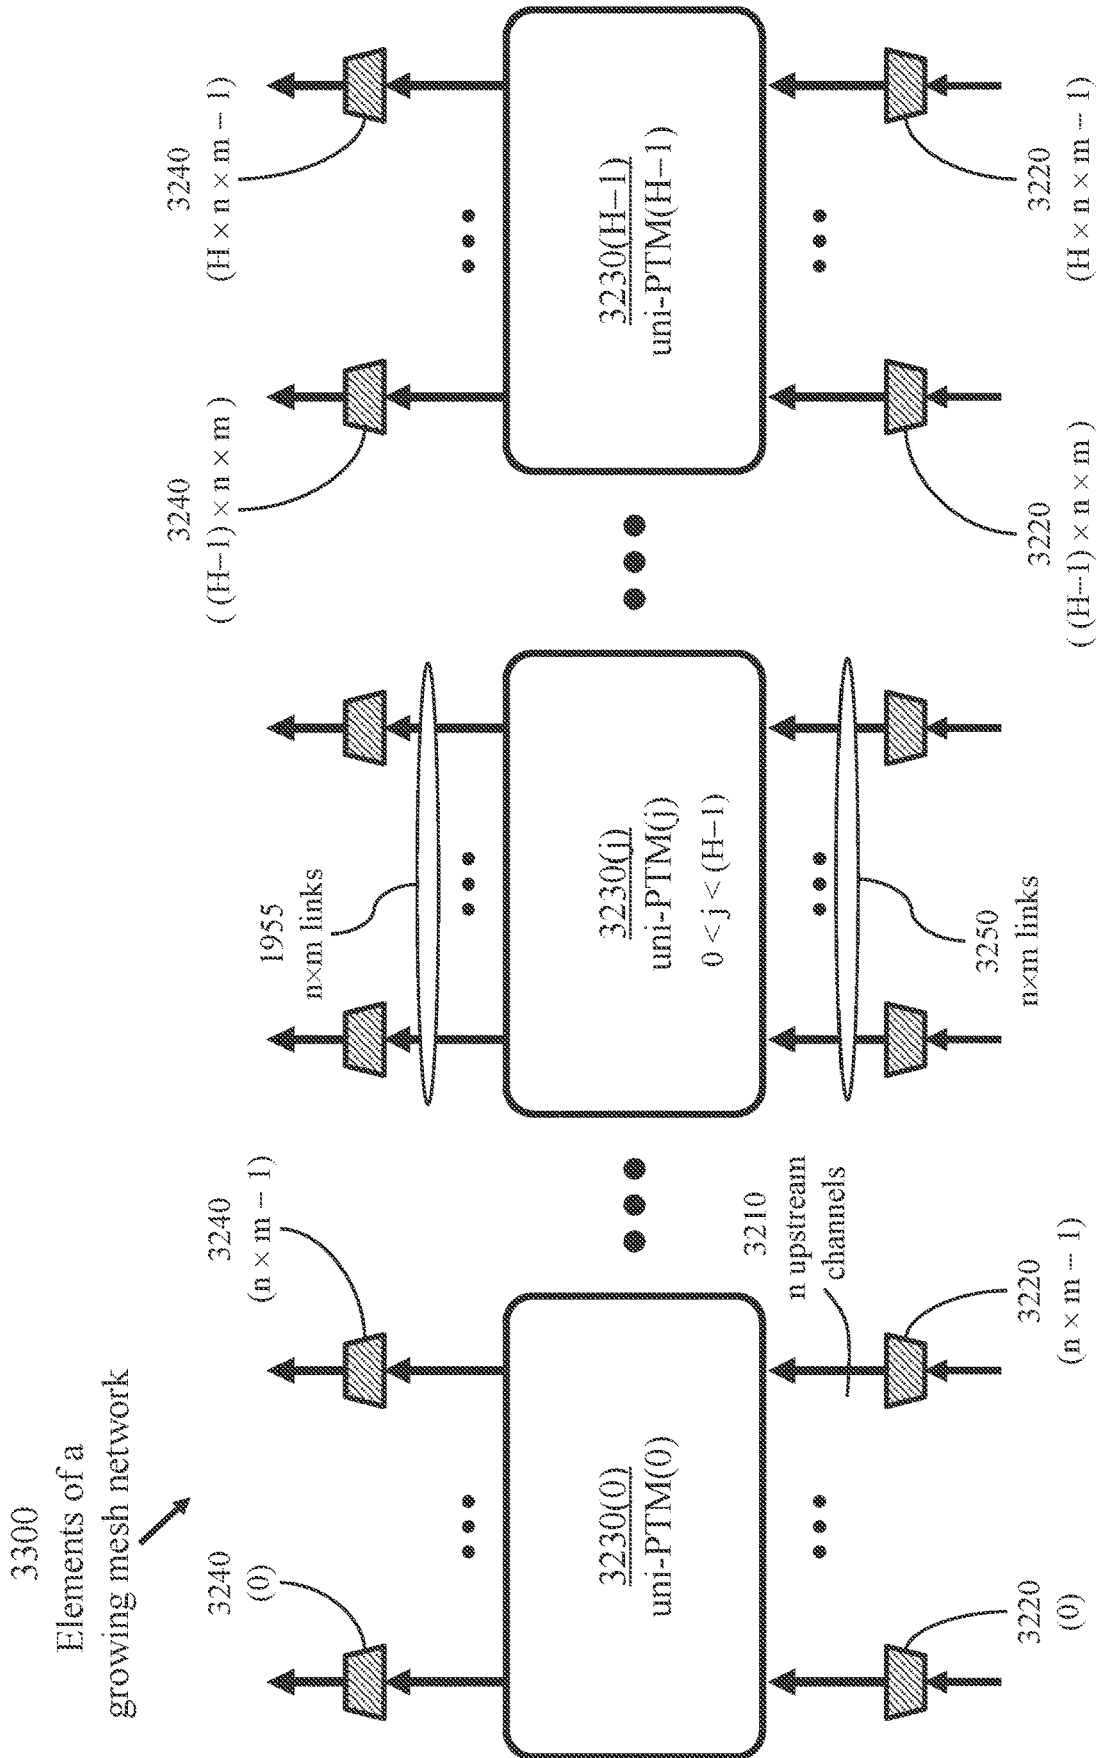 3300
Elements of a
growing mesh network
3240
(0)
3240
(n × m – 1)
1955
n×m links
3240
( (H–1) × n × m )
3240
(H × n × m – 1)
3230(0)
uni-PTM(0)
3230(j)
uni-PTM(j)
0 < j < (H–1)
3230(H–1)
uni-PTM(H–1)
3210
n upstream
channels
3220
(0)
3220
(n × m – 1)
3250
n×m links
3220
( (H–1) × n × m )
3220
(H × n × m – 1)